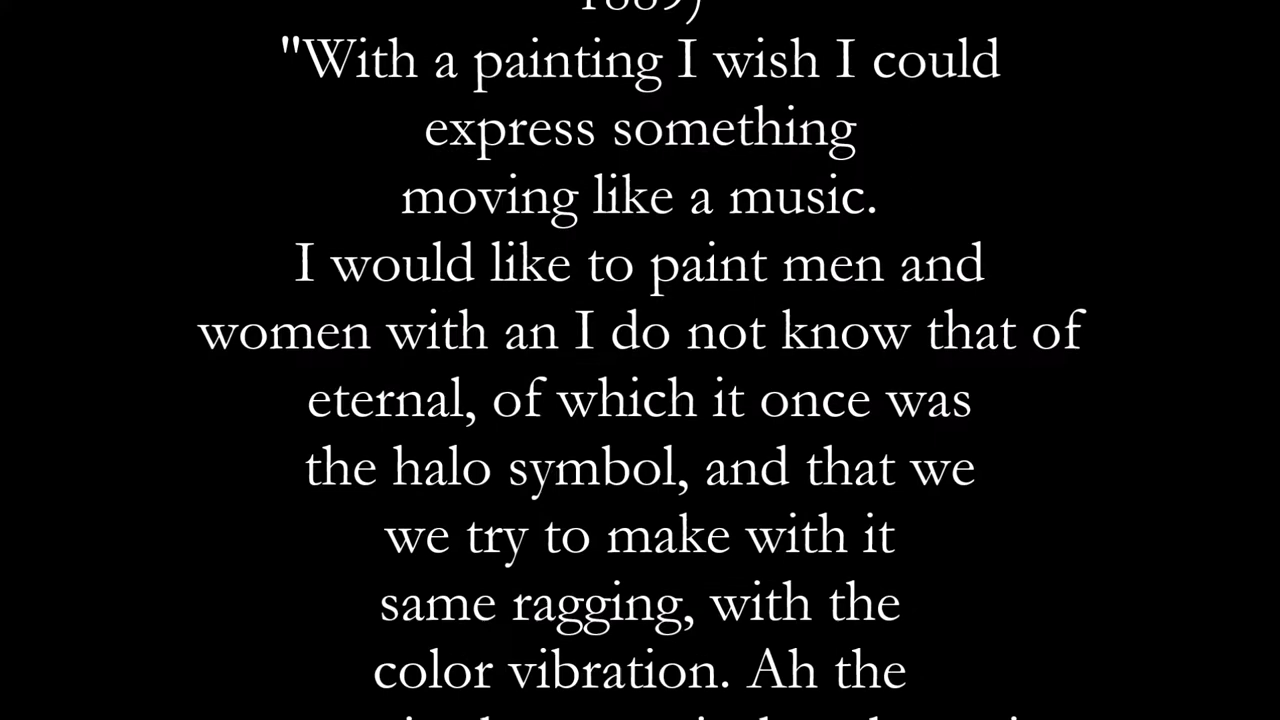 1889)
"With a painting I wish I could
express something
moving like a music.
I would like to paint men and
women with an I do not know that of
eternal, of which it once was
the halo symbol, and that we
we try to make with it
same ragging, with the
color vibration. Ah the